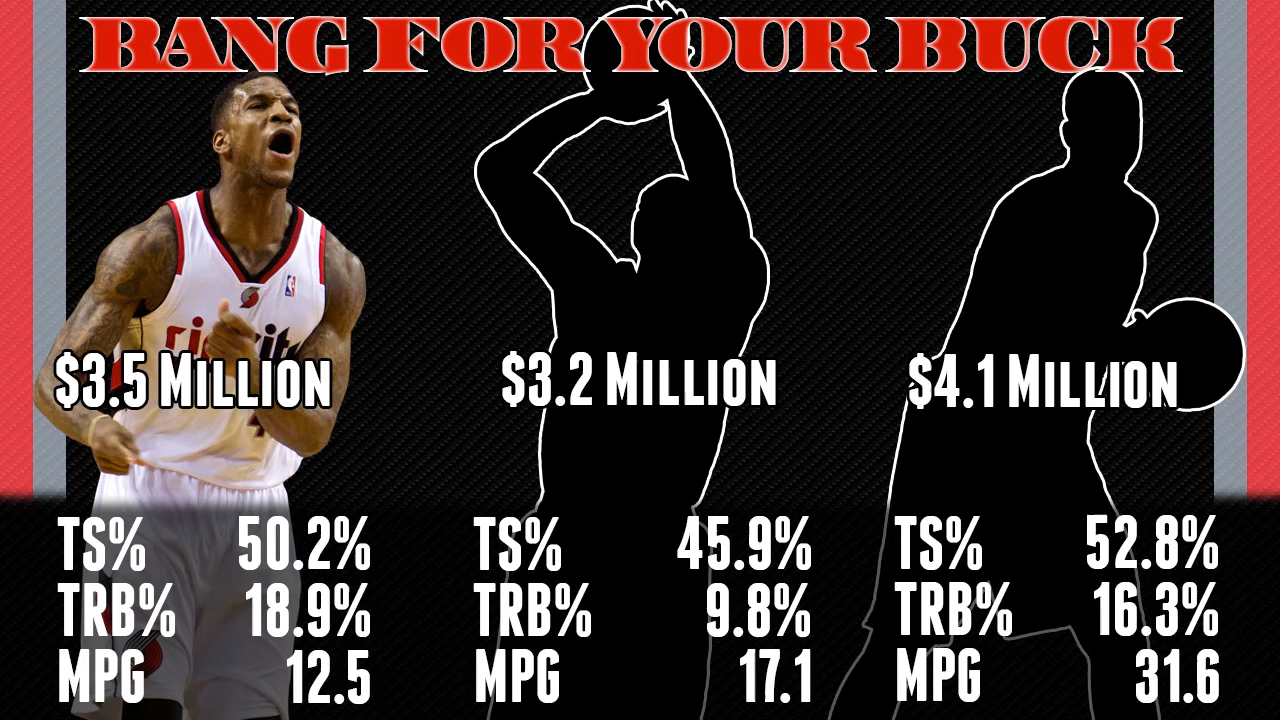 BANG FOR YOUR BUCK
$3.5 MILLION
$3.2 MILLION
$4.1 MILLION
TS% 50.2%
TRB% 18.9%
MPG 12.5
TS% 45.9%
TRB% 9.8%
MPG 17.1
TS% 52.8%
TRB% 16.3%
MPG 31.6